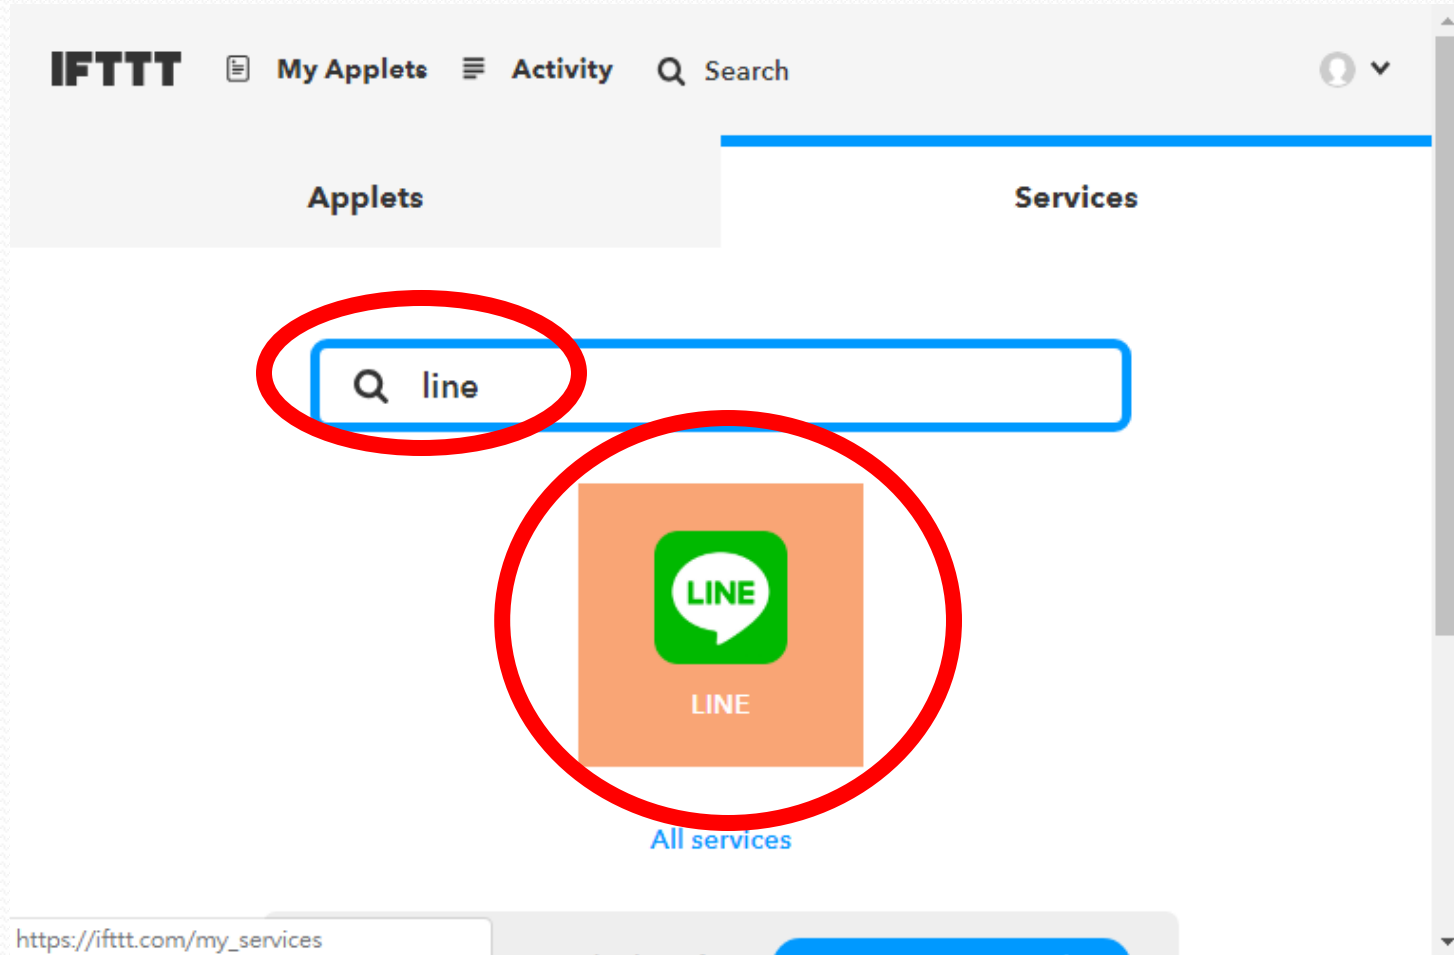 IFTTT My Applets Activity Search
Applets Services
line
LINE
LINE
All services
https://ifttt.com/my_services